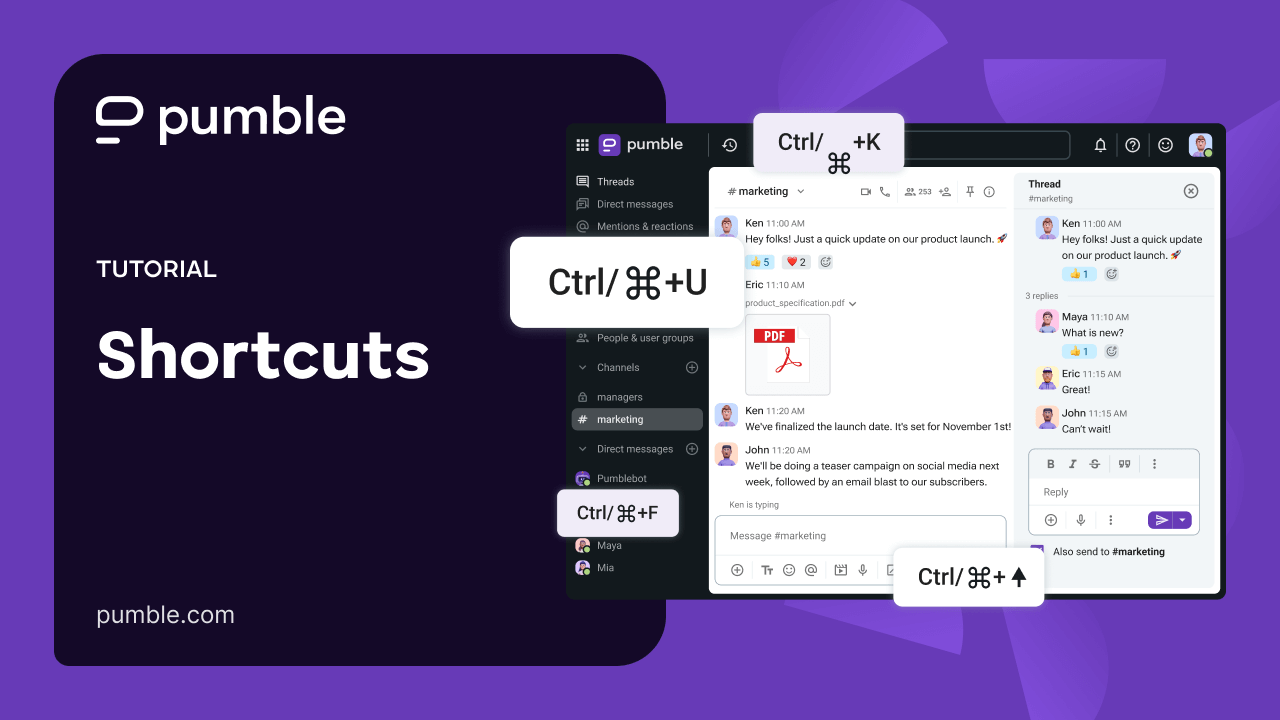 pumble
TUTORIAL
Shortcuts
pumble.com
pumble
Ctrl/⌘+K
Threads
Direct messages
Mentions & reactions
Ctrl/⌘+U
People & user groups
Channels
managers
# marketing
Direct messages
Pumblebot
Ctrl/⌘+F
Maya
Mia
# marketing
253
Ken 11:00 AM
Hey folks! Just a quick update on our product launch. 🚀
👍 5 ❤️ 2
Eric 11:10 AM
product_specification.pdf
PDF
Ken 11:20 AM
We've finalized the launch date. It's set for November 1st!
John 11:20 AM
We'll be doing a teaser campaign on social media next
week, followed by an email blast to our subscribers.
Ken is typing
Message #marketing
Tт
Ctrl/⌘+↑
Thread
#marketing
Ken 11:00 AM
Hey folks! Just a quick update
on our product launch. 🚀
👍 1
3 replies
Maya 11:10 AM
What is new?
👍 1
Eric 11:15 AM
Great!
John 11:15 AM
Can't wait!
B I S
Reply
Also send to #marketing